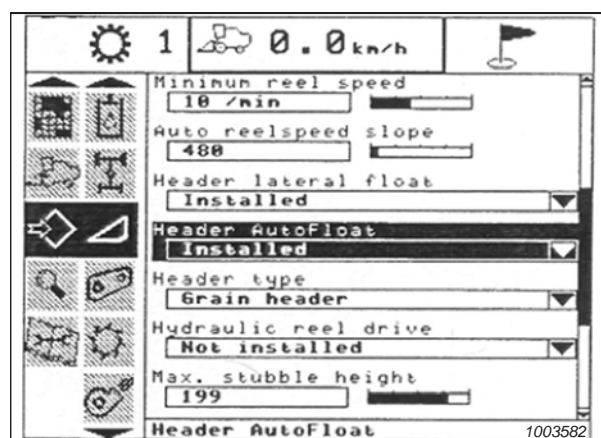 1 0.0km/h
Minimum reel speed
10 /min
Auto reelspeed slope
480
Header lateral float
Installed
Header AutoFloat
Installed
Header type
Grain header
Hydraulic reel drive
Not installed
Max. stubble height
199
Header AutoFloat
1003582